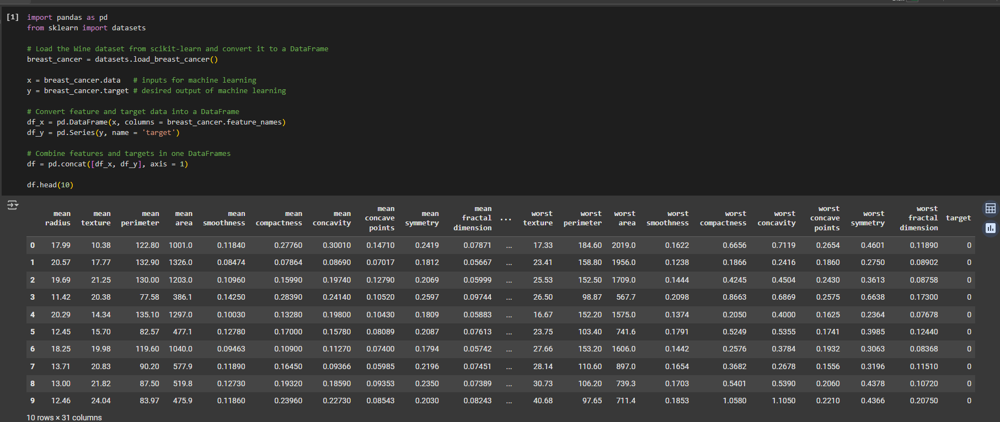 [1] import pandas as pd
from sklearn import datasets
# Load the Wine dataset from scikit-learn and convert it to a DataFrame
breast_cancer = datasets.load_breast_cancer()
x = breast_cancer.data   # inputs for machine learning
y = breast_cancer.target # desired output of machine learning
# Convert feature and target data into a DataFrame
df_x = pd.DataFrame(x, columns = breast_cancer.feature_names)
df_y = pd.Series(y, name = 'target')
# Combine features and targets in one DataFrames
df = pd.concat([df_x, df_y], axis = 1)
df.head(10)
mean radius mean texture mean perimeter mean area mean smoothness mean compactness mean concavity mean concave points mean symmetry mean fractal dimension ... worst texture worst perimeter worst area worst smoothness worst compactness worst concavity worst concave points worst symmetry worst fractal dimension target
0 17.99 10.38 122.80 1001.0 0.11840 0.27760 0.30010 0.14710 0.2419 0.07871 ... 17.33 184.60 2019.0 0.1622 0.6656 0.7119 0.2654 0.4601 0.11890 0
1 20.57 17.77 132.90 1326.0 0.08474 0.07864 0.08690 0.07017 0.1812 0.05667 ... 23.41 158.80 1956.0 0.1238 0.1866 0.2416 0.1860 0.2750 0.08902 0
2 19.69 21.25 130.00 1203.0 0.10960 0.15990 0.19740 0.12790 0.2069 0.05999 ... 25.53 152.50 1709.0 0.1444 0.4245 0.4504 0.2430 0.3613 0.08758 0
3 11.42 20.38 77.58 386.1 0.14250 0.28390 0.24140 0.10520 0.2597 0.09744 ... 26.50 98.87 567.7 0.2098 0.8663 0.6869 0.2575 0.6638 0.17300 0
4 20.29 14.34 135.10 1297.0 0.10030 0.13280 0.19800 0.10430 0.1809 0.05883 ... 16.67 152.20 1575.0 0.1374 0.2050 0.4000 0.1625 0.2364 0.07678 0
5 12.45 15.70 82.57 477.1 0.12780 0.17000 0.15780 0.08089 0.2087 0.07613 ... 23.75 103.40 741.6 0.1791 0.5249 0.5355 0.1741 0.3985 0.12440 0
6 18.25 19.98 119.60 1040.0 0.09463 0.10900 0.11270 0.07400 0.1794 0.05742 ... 27.66 153.20 1606.0 0.1442 0.2576 0.3784 0.1932 0.3063 0.08368 0
7 13.71 20.83 90.20 577.9 0.11890 0.16450 0.09366 0.05985 0.2196 0.07451 ... 28.14 110.60 897.0 0.1654 0.3682 0.2678 0.1556 0.3196 0.11510 0
8 13.00 21.82 87.50 519.8 0.12730 0.19320 0.18590 0.09353 0.2350 0.07389 ... 30.73 106.20 739.3 0.1703 0.5401 0.5390 0.2060 0.4378 0.10720 0
9 12.46 24.04 83.97 475.9 0.11860 0.23960 0.22730 0.08543 0.2030 0.08243 ... 40.68 97.65 711.4 0.1853 1.0580 1.1050 0.2210 0.4366 0.20750 0
10 rows × 31 columns